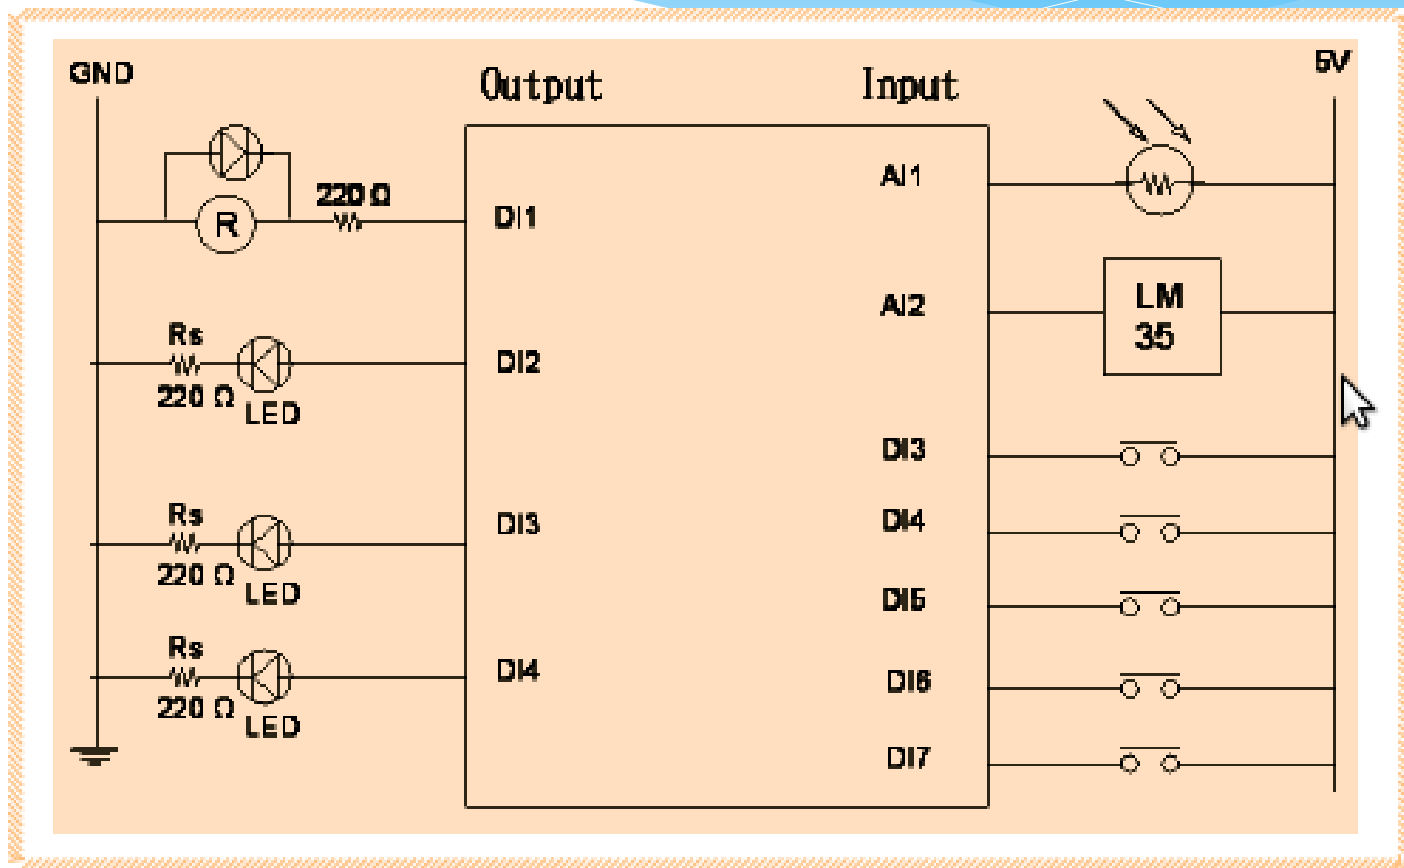 GND
Output
Input
5V
220 Ω
R
DI1
AI1
Rs
220 Ω
LED
DI2
AI2
LM
35
Rs
220 Ω
LED
DI3
DI3
DI4
DI5
Rs
220 Ω
LED
DI4
DI6
DI7